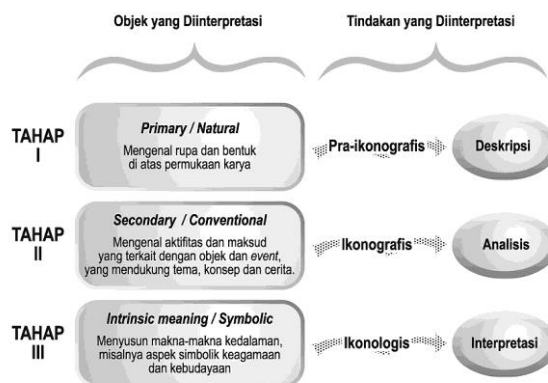 Objek yang Diinterpretasi
Tindakan yang Diinterpretasi
TAHAP
I
Primary / Natural
Mengenal rupa dan bentuk
di atas permukaan karya
Pra-ikonografis
Deskripsi
TAHAP
II
Secondary / Conventional
Mengenal aktifitas dan maksud
yang terkait dengan objek dan event,
yang mendukung tema, konsep dan cerita.
Ikonografis
Analisis
TAHAP
III
Intrinsic meaning / Symbolic
Menyusun makna-makna kedalaman,
misalnya aspek simbolik keagamaan
dan kebudayaan
Ikonologis
Interpretasi